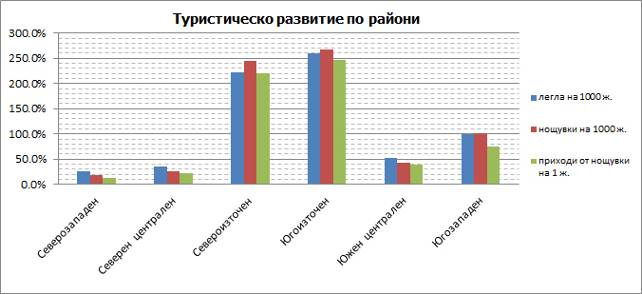 Туристическо развитие по райони
300.0%
250.0%
200.0%
150.0%
100.0%
50.0%
0.0%
Северозападен
Северен централен
Североизточен
Югоизточен
Южен централен
Югозападен
легла на 1000 ж.
нощувки на 1000 ж.
приходи от нощувки
на 1 ж.